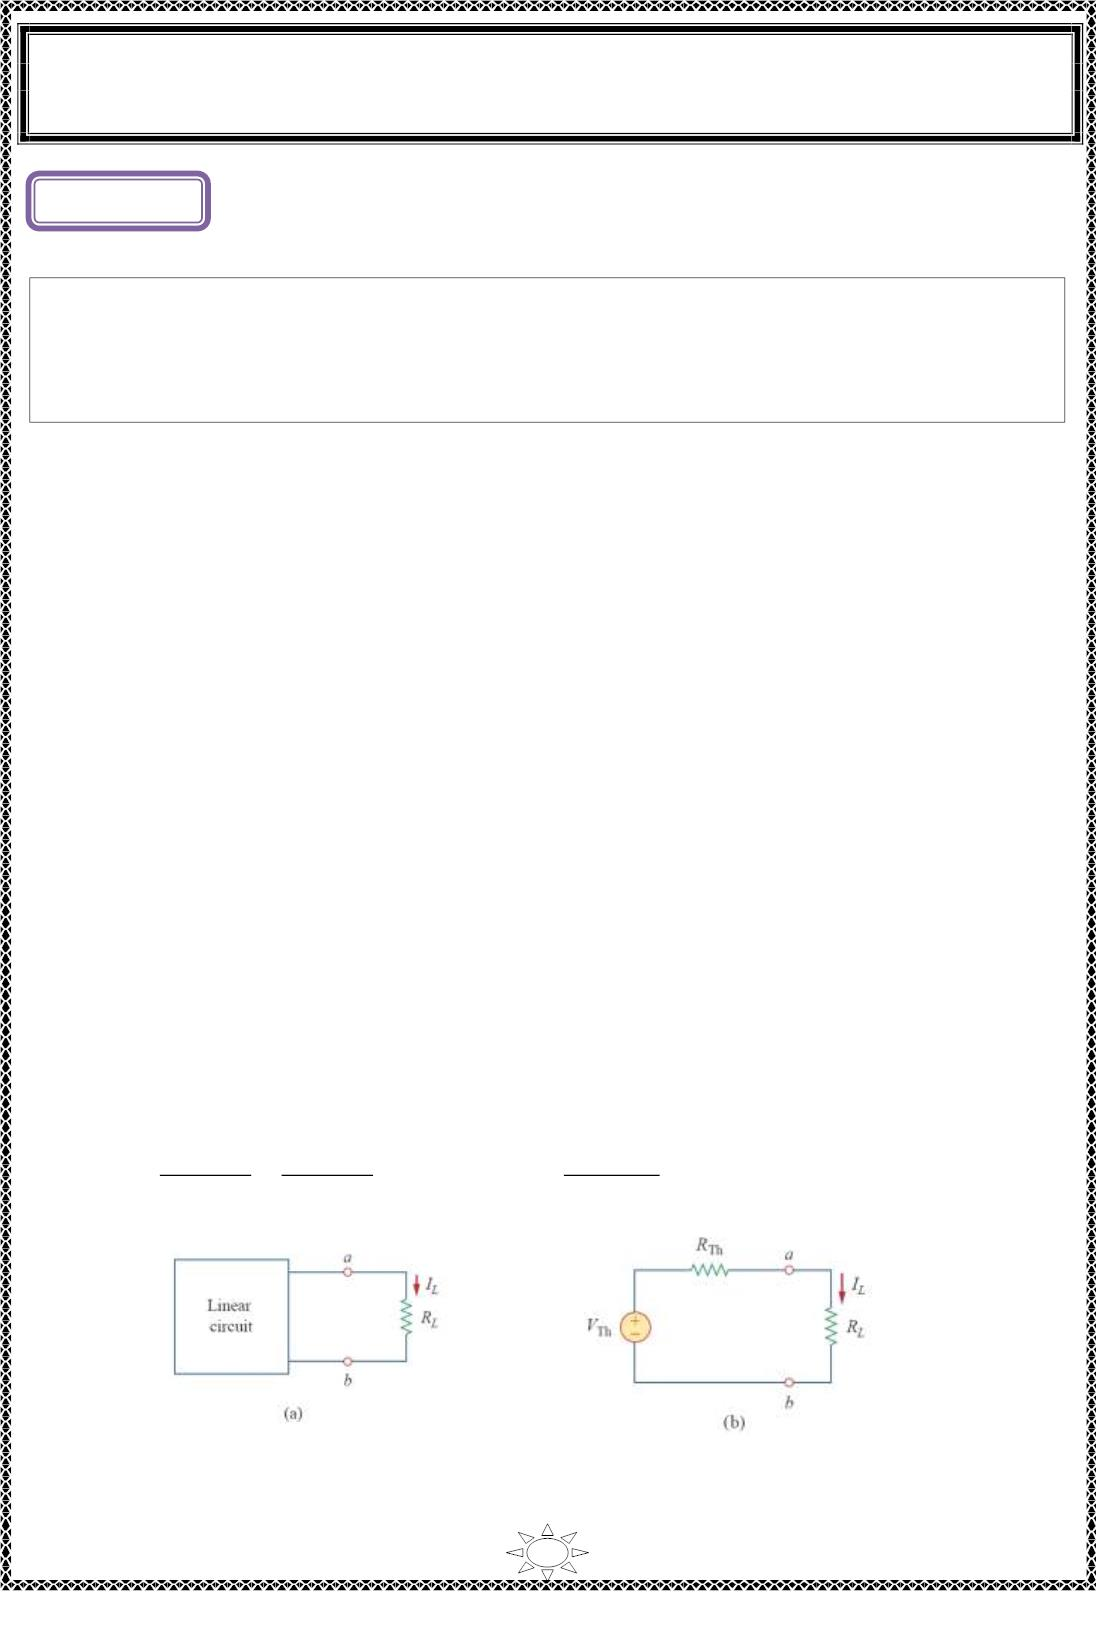 R_Th
a
a
I_L
I_L
Linear
circuit
R_L
V_Th
+
−
R_L
b
b
(a)
(b)